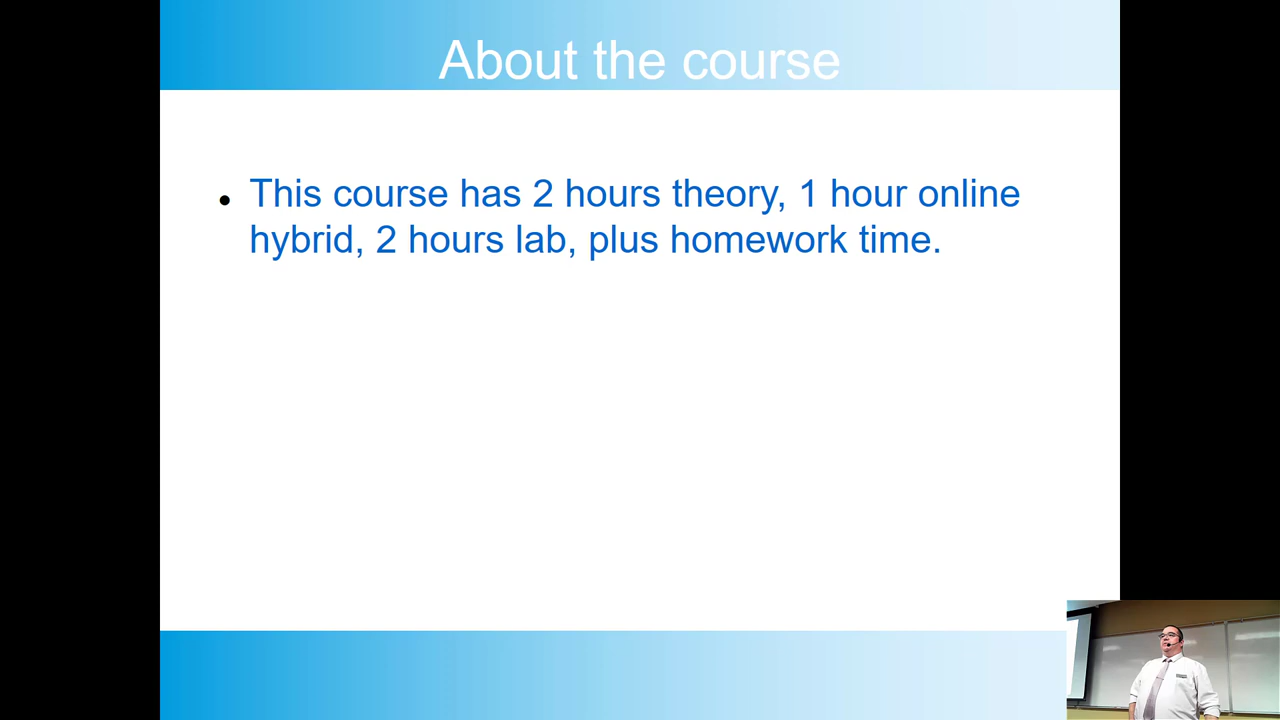 About the course
This course has 2 hours theory, 1 hour online
hybrid, 2 hours lab, plus homework time.